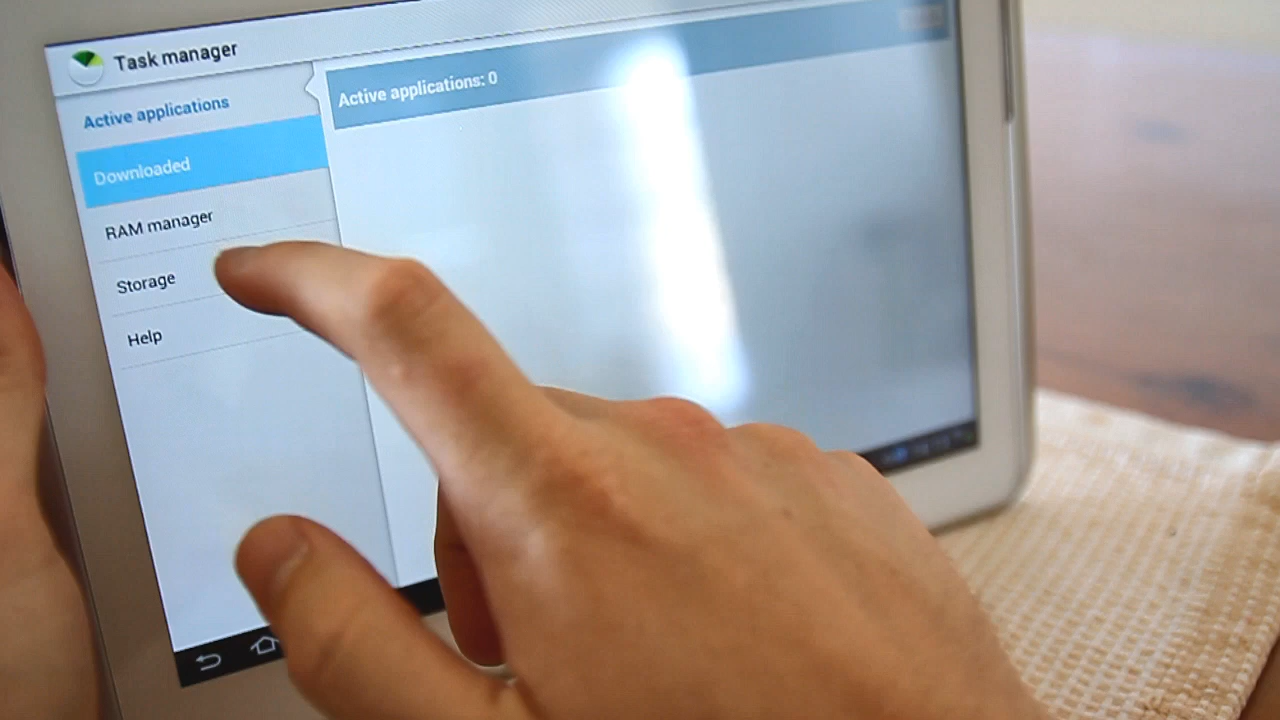 Task manager
Active applications
Downloaded
RAM manager
Storage
Help
Active applications: 0